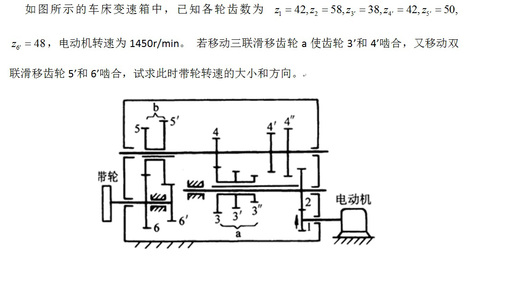 如图所示的车床变速箱中，已知各轮齿数为 z₁ = 42, z₂ = 58, z₃' = 38, z₄' = 42, z₅' = 50,
z₆' = 48，电动机转速为 1450r/min。 若移动三联滑移齿轮 a 使齿轮 3′和 4′啮合，又移动双
联滑移齿轮 5′和 6′啮合，试求此时带轮转速的大小和方向。
b
5
5′
4
4′
4″
带轮
电动机
2
1
3
3′
3″
6
6′
a